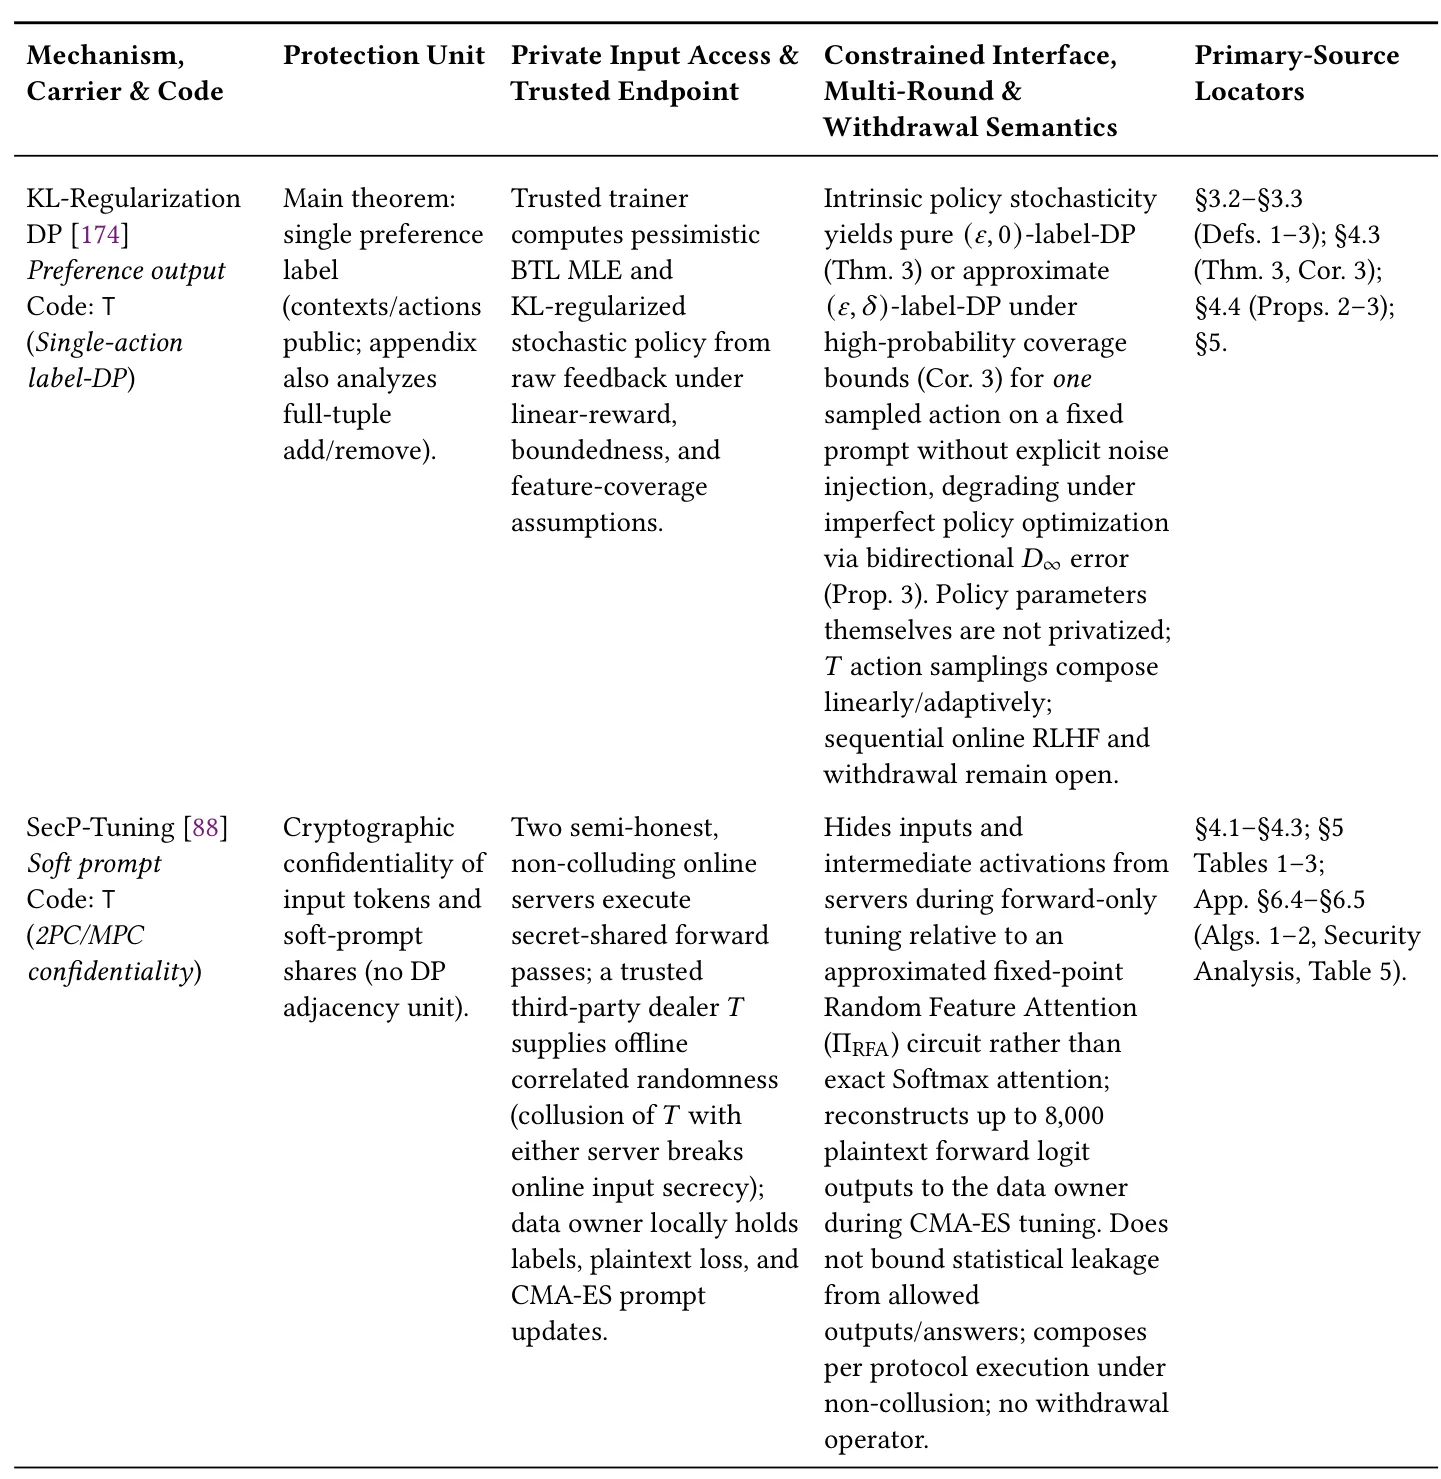 Mechanism,
Carrier & Code
Protection Unit
Private Input Access &
Trusted Endpoint
Constrained Interface,
Multi-Round &
Withdrawal Semantics
Primary-Source
Locators
KL-Regularization
DP [174]
Preference output
Code: T
(Single-action
label-DP)
Main theorem:
single preference
label
(contexts/actions
public; appendix
also analyzes
full-tuple
add/remove).
Trusted trainer
computes pessimistic
BTL MLE and
KL-regularized
stochastic policy from
raw feedback under
linear-reward,
boundedness, and
feature-coverage
assumptions.
Intrinsic policy stochasticity
yields pure (ε, 0)-label-DP
(Thm. 3) or approximate
(ε, δ)-label-DP under
high-probability coverage
bounds (Cor. 3) for one
sampled action on a fixed
prompt without explicit noise
injection, degrading under
imperfect policy optimization
via bidirectional D∞ error
(Prop. 3). Policy parameters
themselves are not privatized;
T action samplings compose
linearly/adaptively;
sequential online RLHF and
withdrawal remain open.
§3.2–§3.3
(Defs. 1–3); §4.3
(Thm. 3, Cor. 3);
§4.4 (Props. 2–3);
§5.
SecP-Tuning [88]
Soft prompt
Code: T
(2PC/MPC
confidentiality)
Cryptographic
confidentiality of
input tokens and
soft-prompt
shares (no DP
adjacency unit).
Two semi-honest,
non-colluding online
servers execute
secret-shared forward
passes; a trusted
third-party dealer T
supplies offline
correlated randomness
(collusion of T with
either server breaks
online input secrecy);
data owner locally holds
labels, plaintext loss, and
CMA-ES prompt
updates.
Hides inputs and
intermediate activations from
servers during forward-only
tuning relative to an
approximated fixed-point
Random Feature Attention
(Π_RFA) circuit rather than
exact Softmax attention;
reconstructs up to 8,000
plaintext forward logit
outputs to the data owner
during CMA-ES tuning. Does
not bound statistical leakage
from allowed
outputs/answers; composes
per protocol execution under
non-collusion; no withdrawal
operator.
§4.1–§4.3; §5
Tables 1–3;
App. §6.4–§6.5
(Algs. 1–2, Security
Analysis, Table 5).